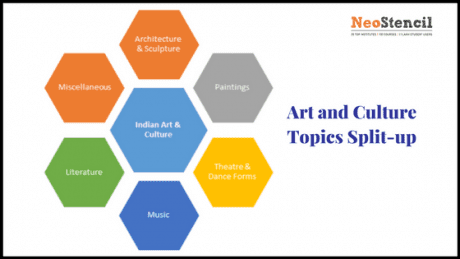 NeoStencil
Architecture
& Sculpture
Miscellaneous
Paintings
Indian Art &
Culture
Art and Culture
Topics Split-up
Literature
Theatre &
Dance Forms
Music